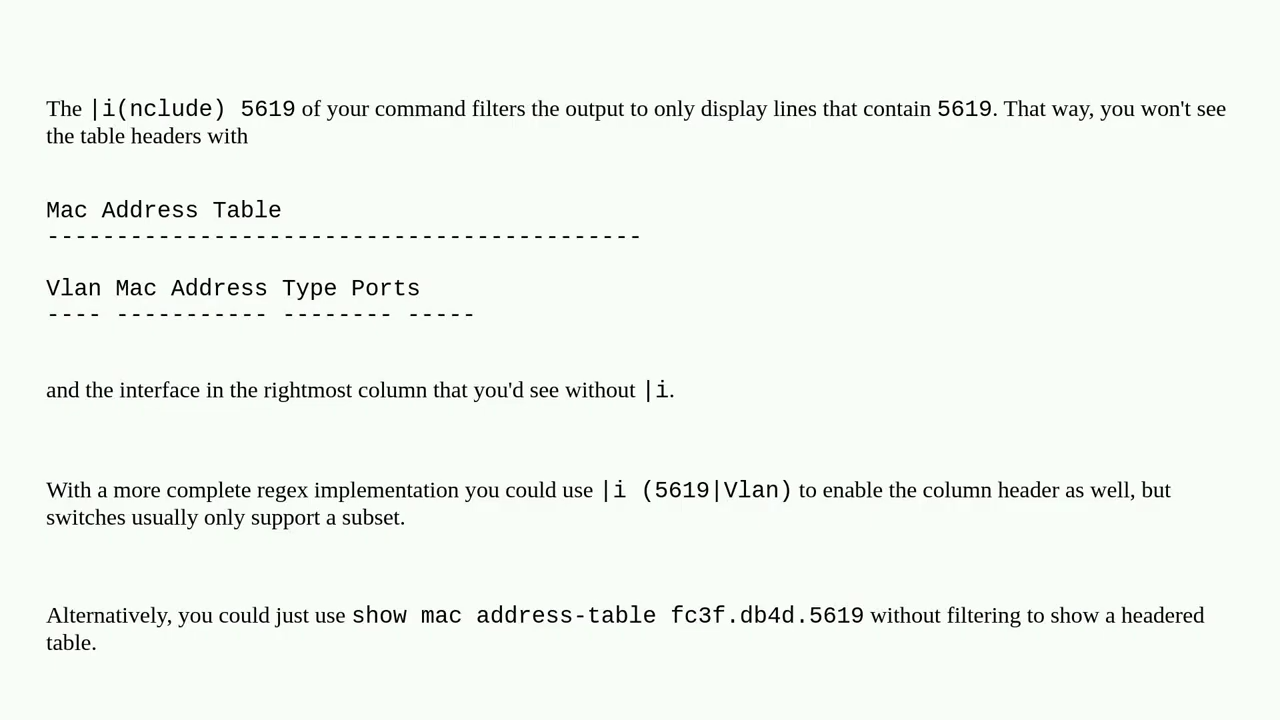 The |i(nclude) 5619 of your command filters the output to only display lines that contain 5619. That way, you won't see
the table headers with
Mac Address Table
-------------------------------------------
Vlan Mac Address Type Ports
---- ----------- -------- -----
and the interface in the rightmost column that you'd see without |i.
With a more complete regex implementation you could use |i (5619|Vlan) to enable the column header as well, but
switches usually only support a subset.
Alternatively, you could just use show mac address-table fc3f.db4d.5619 without filtering to show a headered
table.